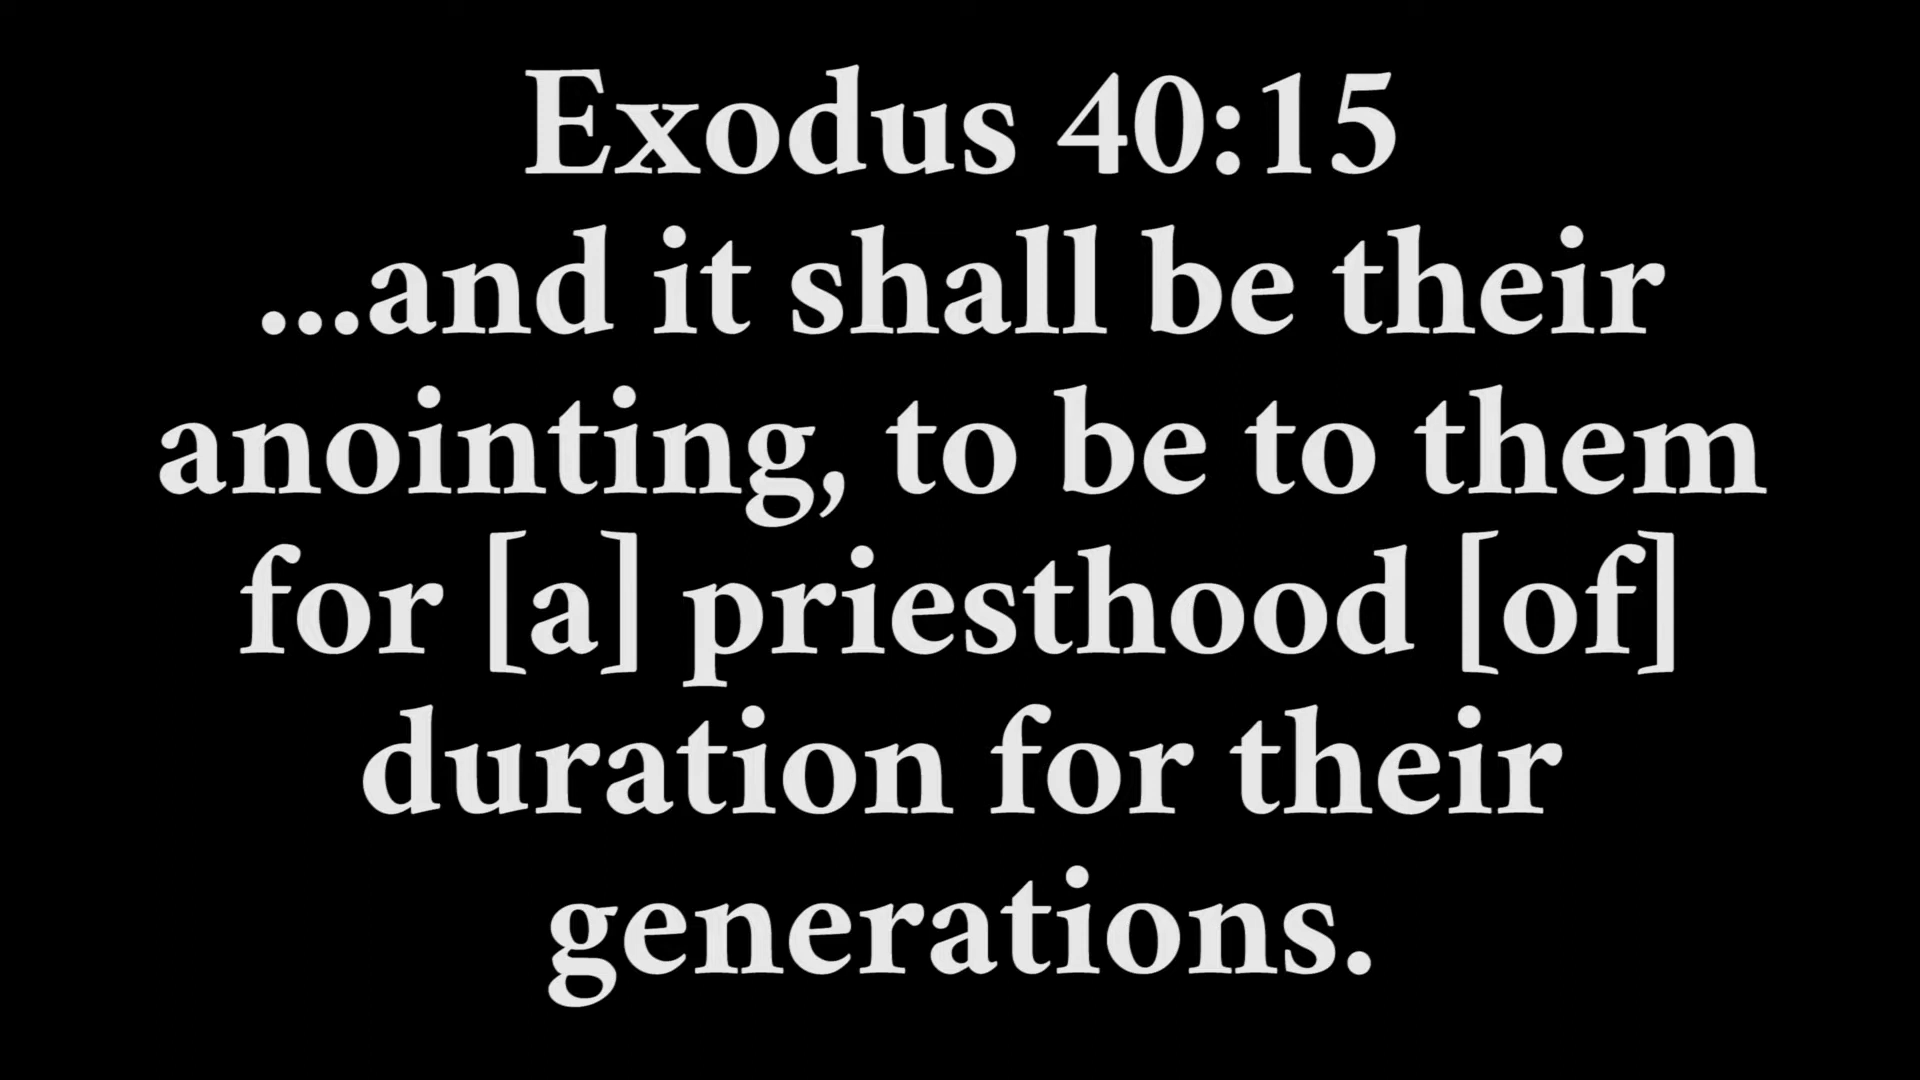 Exodus 40:15
...and it shall be their
anointing, to be to them
for [a] priesthood [of]
duration for their
generations.